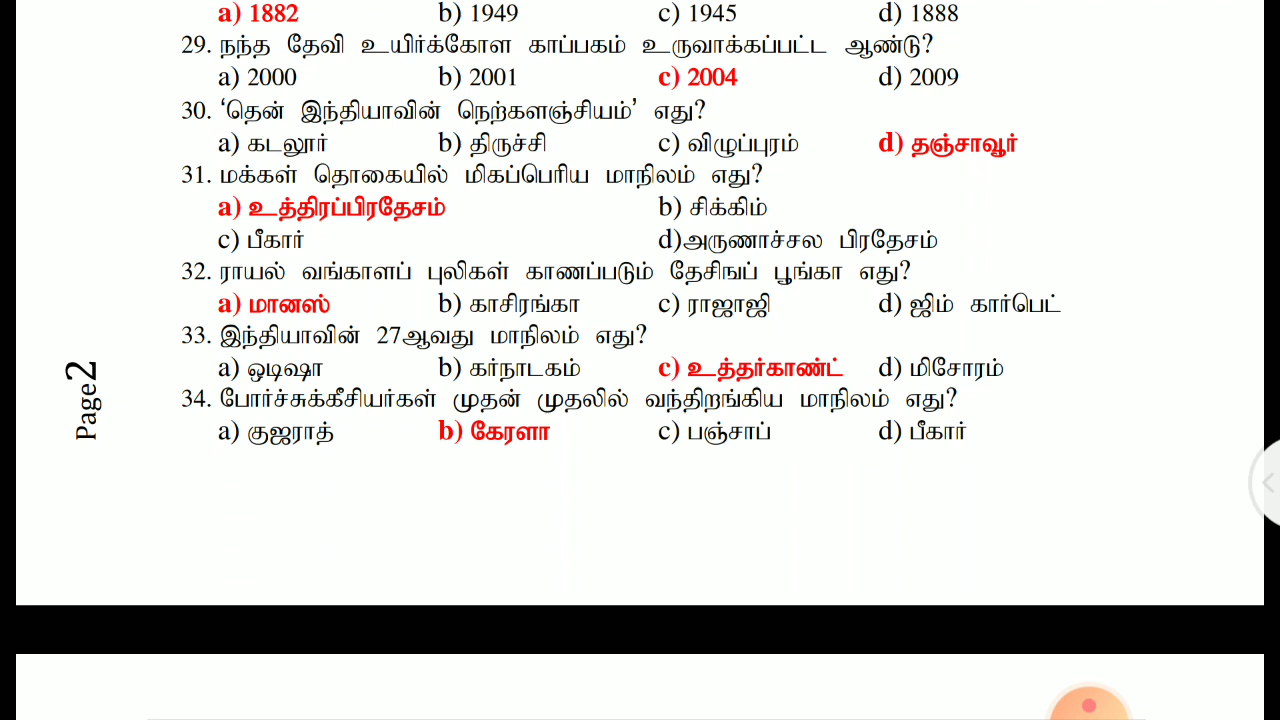 a) 1882 b) 1949 c) 1945 d) 1888
29. நந்த தேவி உயிர்க்கோள காப்பகம் உருவாக்கப்பட்ட ஆண்டு?
a) 2000 b) 2001 c) 2004 d) 2009
30. ‘தென் இந்தியாவின் நெற்களஞ்சியம்’ எது?
a) கடலூர் b) திருச்சி c) விழுப்புரம் d) தஞ்சாவூர்
31. மக்கள் தொகையில் மிகப்பெரிய மாநிலம் எது?
a) உத்திரப்பிரதேசம் b) சிக்கிம்
c) பீகார் d)அருணாச்சல பிரதேசம்
32. ராயல் வங்காளப் புலிகள் காணப்படும் தேசிஙப் பூங்கா எது?
a) மானஸ் b) காசிரங்கா c) ராஜாஜி d) ஜிம் கார்பெட்
33. இந்தியாவின் 27ஆவது மாநிலம் எது?
a) ஒடிஷா b) கர்நாடகம் c) உத்தர்காண்ட் d) மிசோரம்
34. போர்ச்சுக்கீசியர்கள் முதன் முதலில் வந்திறங்கிய மாநிலம் எது?
a) குஜராத் b) கேரளா c) பஞ்சாப் d) பீகார்
Page2